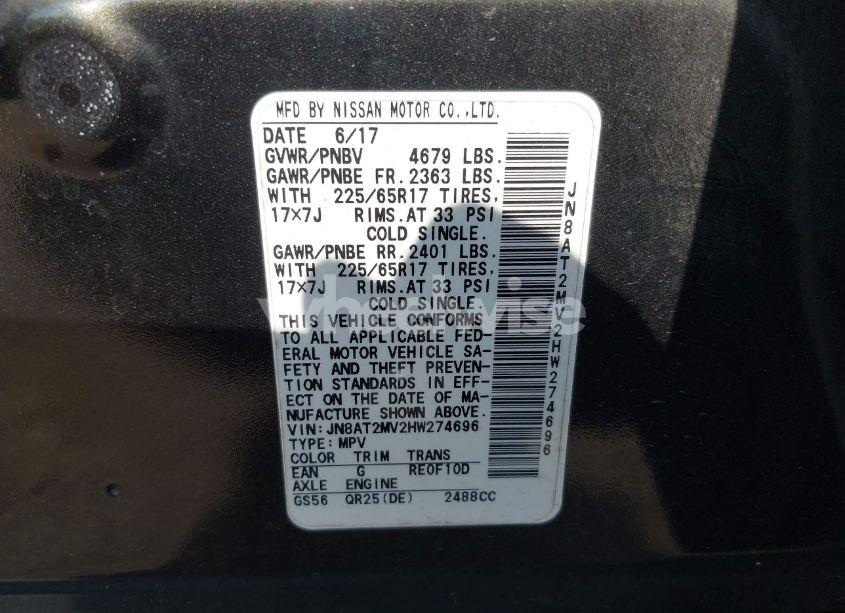 MFD BY NISSAN MOTOR CO.,LTD.
DATE 6/17
GVWR/PNBV 4679 LBS.
GAWR/PNBE FR. 2363 LBS.
WITH 225/65R17 TIRES,
17×7J RIMS.AT 33 PSI
COLD SINGLE.
GAWR/PNBE RR. 2401 LBS.
WITH 225/65R17 TIRES,
17×7J RIMS.AT 33 PSI
COLD SINGLE.
THIS VEHICLE CONFORMS
TO ALL APPLICABLE FED-
ERAL MOTOR VEHICLE SA-
FETY AND THEFT PREVEN-
TION STANDARDS IN EFF-
ECT ON THE DATE OF MA-
NUFACTURE SHOWN ABOVE.
VIN:JN8AT2MV2HW274696
TYPE:MPV
COLOR TRIM TRANS
EAN G RE0F10D
AXLE ENGINE
GS56 QR25(DE) 2488CC
JN8AT2MV2HW274696
wheelwise